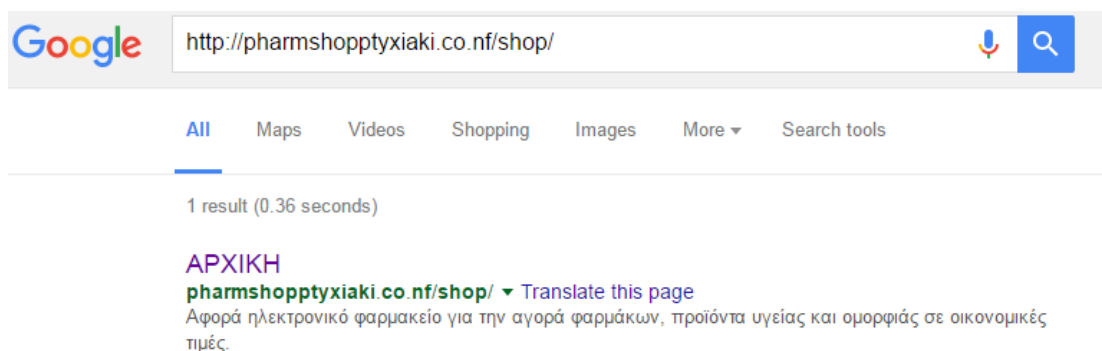 Google http://pharmshopptyxiaki.co.nf/shop/
All Maps Videos Shopping Images More Search tools
1 result (0.36 seconds)
ΑΡΧΙΚΗ
pharmshopptyxiaki.co.nf/shop/ Translate this page
Αφορά ηλεκτρονικό φαρμακείο για την αγορά φαρμάκων, προϊόντα υγείας και ομορφιάς σε οικονομικές
τιμές.